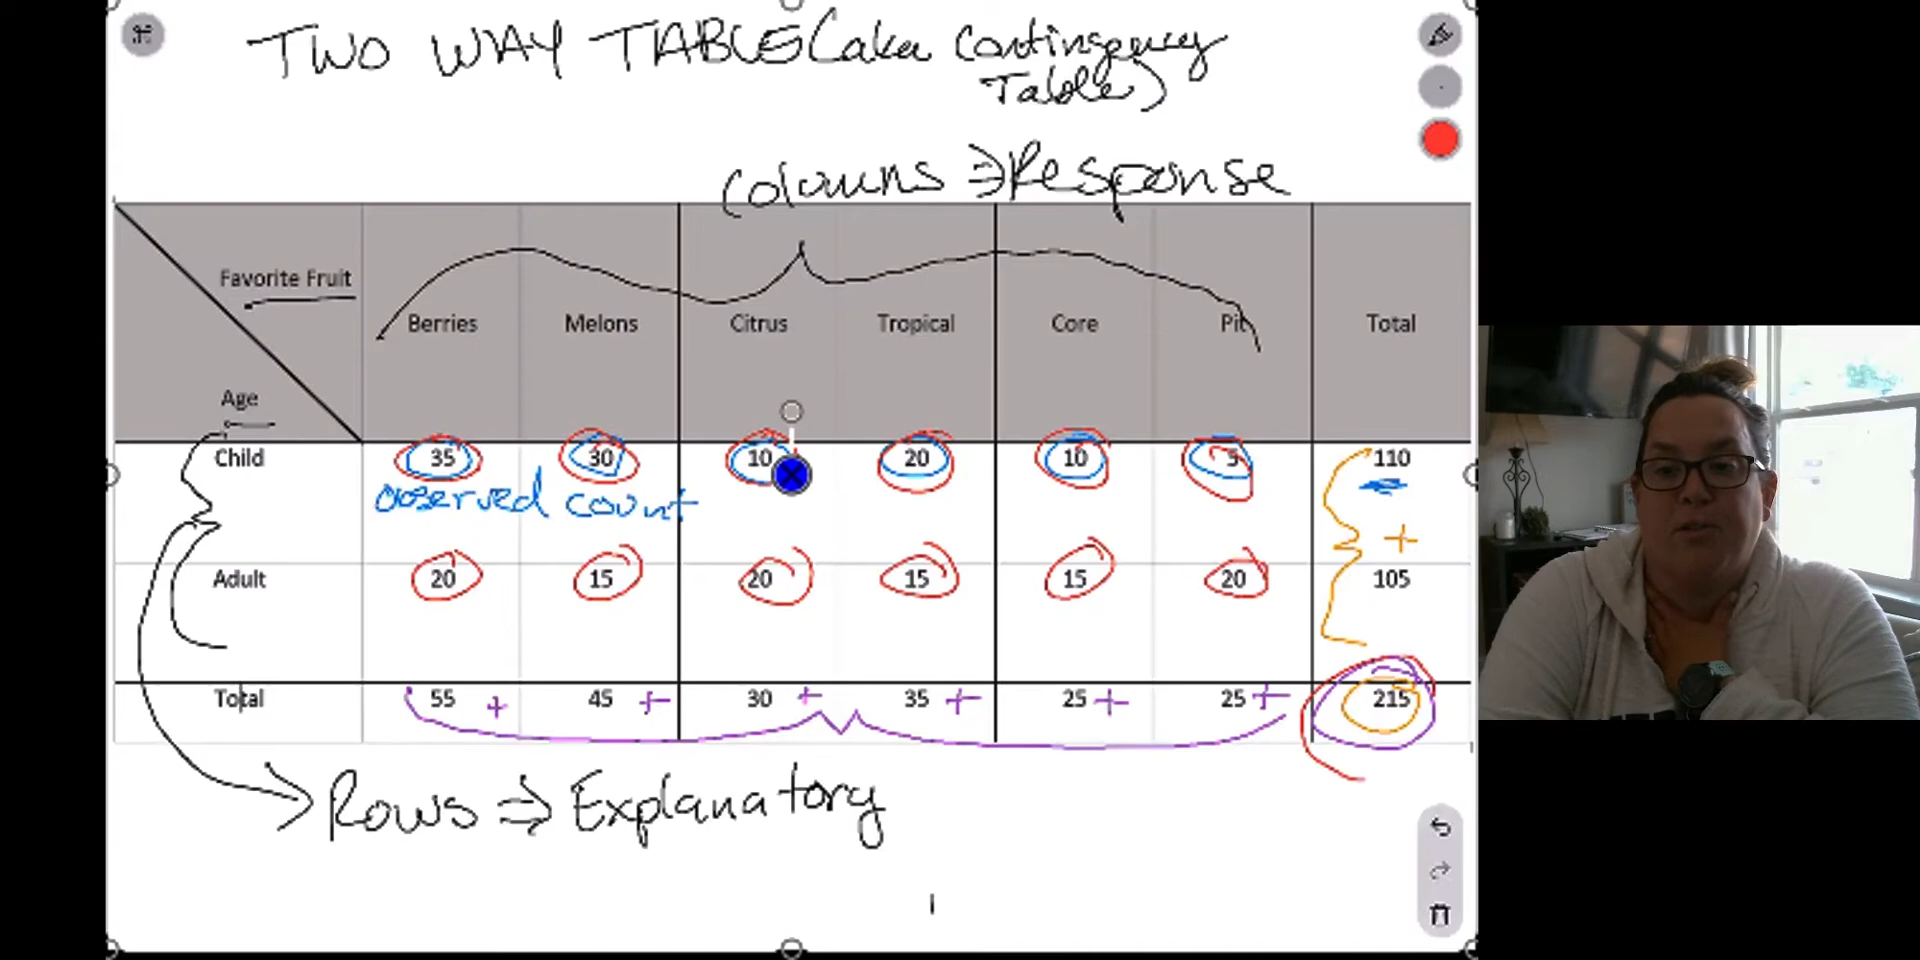 TWO WAY TABLE (aka Contingency
Table)
Columns ⇒ Response
Favorite Fruit
Berries Melons Citrus Tropical Core Pit Total
Age
Child 35 30 10 20 10 5 110
observed count
+
Adult 20 15 20 15 15 20 105
Total 55 + 45 + 30 + 35 + 25 + 25 + 215
Rows ⇒ Explanatory